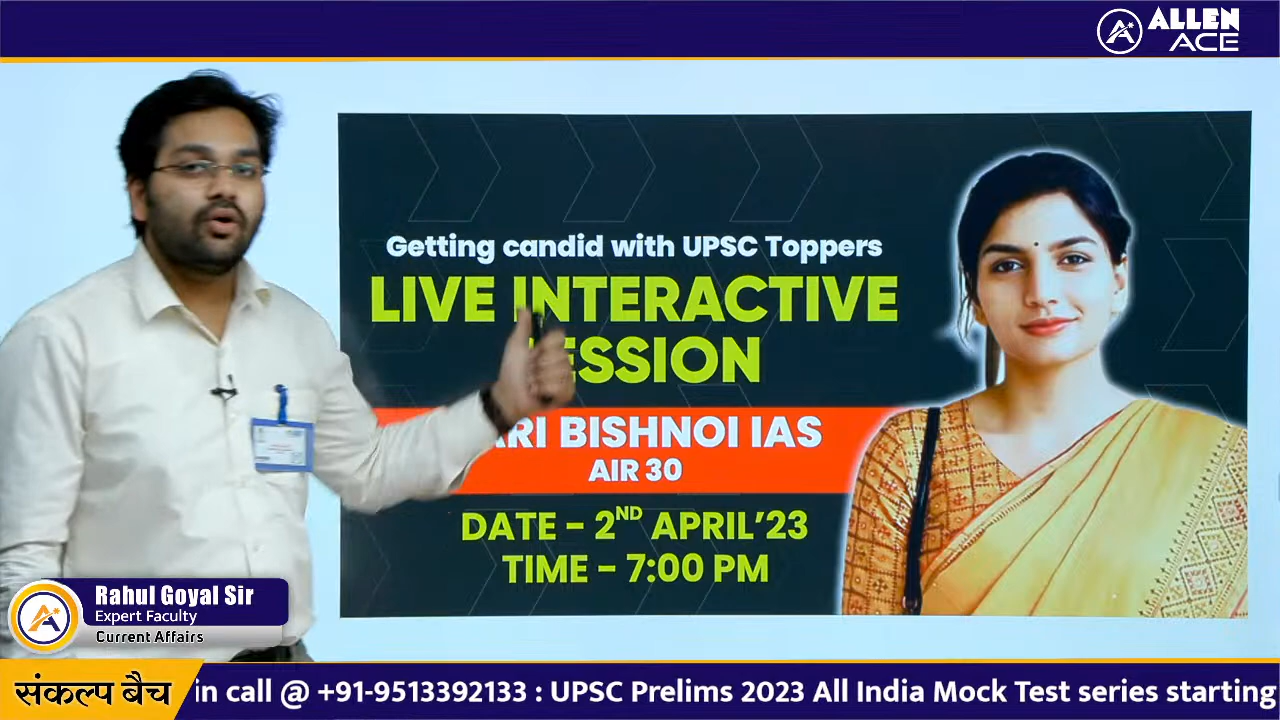 ALLEN
ACE
Getting candid with UPSC Toppers
LIVE INTERACTIVE
BISHNOI IAS
AIR 30
DATE – 2ND APRIL'23
TIME – 7:00 PM
Rahul Goyal Sir
Expert Faculty
Current Affairs
संकल्प बैच
in call @ +91-9513392133 : UPSC Prelims 2023 All India Mock Test series starting